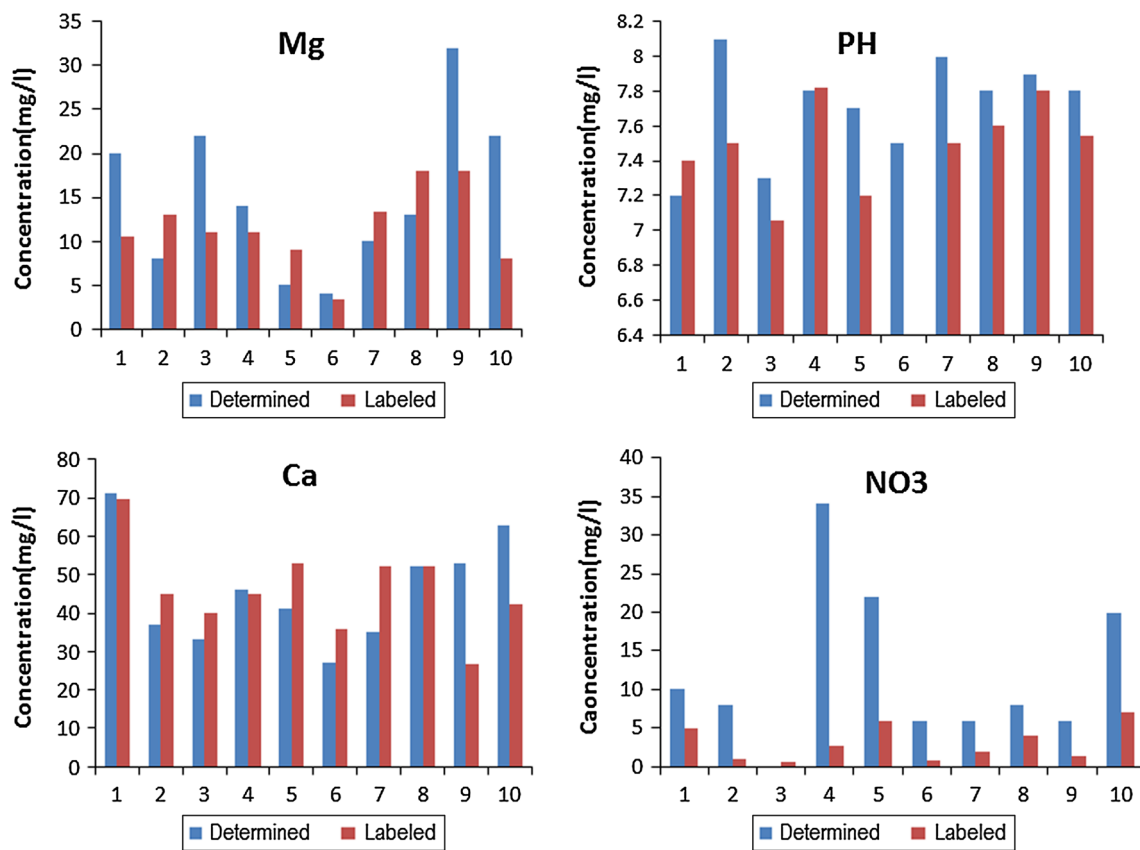 Mg
Concentration(mg/l)
35
30
25
20
15
10
5
0
1 2 3 4 5 6 7 8 9 10
Determined Labeled
PH
Concentration(mg/l)
8.2
8
7.8
7.6
7.4
7.2
7
6.8
6.6
6.4
1 2 3 4 5 6 7 8 9 10
Determined Labeled
Ca
Concentration(mg/l)
80
70
60
50
40
30
20
10
0
1 2 3 4 5 6 7 8 9 10
Determined Labeled
NO3
Caoncentration(mg/l)
40
35
30
25
20
15
10
5
0
1 2 3 4 5 6 7 8 9 10
Determined Labeled